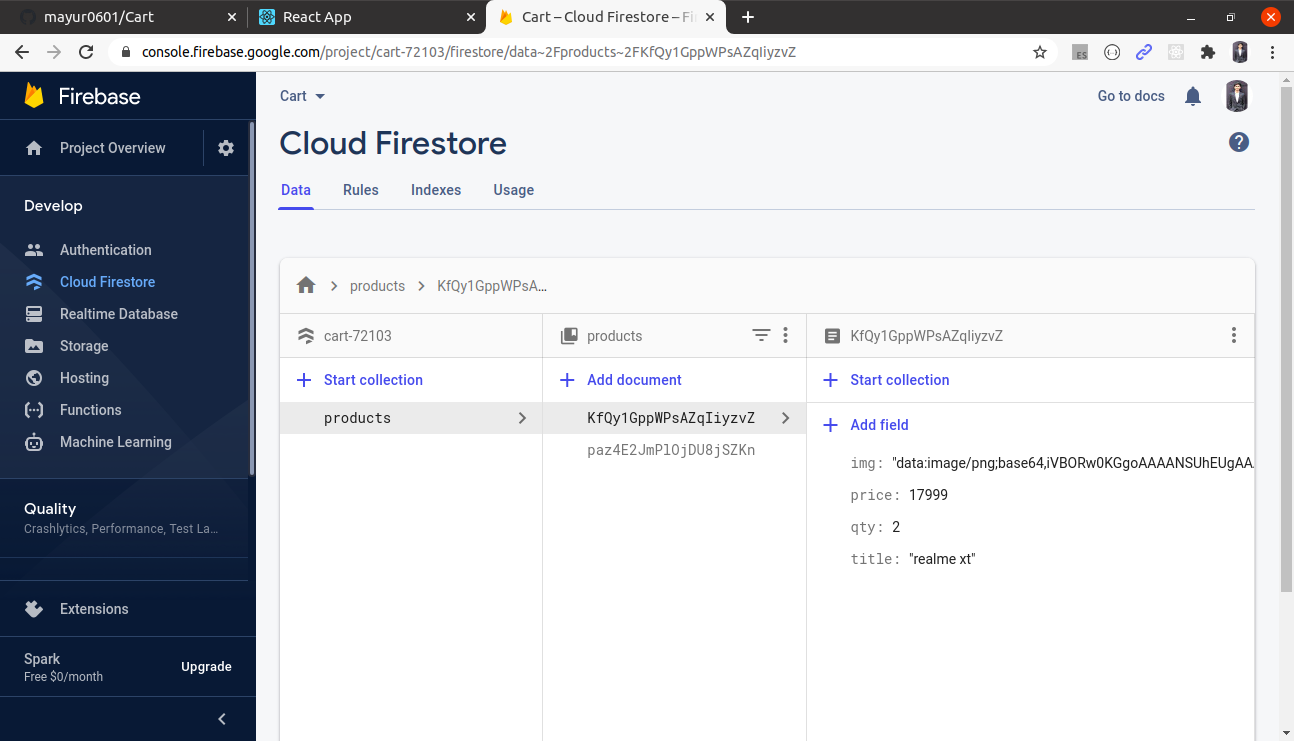 mayur0601/Cart
React App
Cart – Cloud Firestore – Fi
console.firebase.google.com/project/cart-72103/firestore/data~2Fproducts~2FKfQy1GppWPsAZqIiyzvZ
ES
Firebase
Project Overview
Develop
Authentication
Cloud Firestore
Realtime Database
Storage
Hosting
Functions
Machine Learning
Quality
Crashlytics, Performance, Test La...
Extensions
Spark
Free $0/month
Upgrade
Cart
Go to docs
Cloud Firestore
Data
Rules
Indexes
Usage
products
KfQy1GppWPsA...
cart-72103
Start collection
products
products
Add document
KfQy1GppWPsAZqIiyzvZ
paz4E2JmPlOjDU8jSZKn
KfQy1GppWPsAZqIiyzvZ
Start collection
Add field
img: "data:image/png;base64,iVBORw0KGgoAAAANSUhEUgAA
price: 17999
qty: 2
title: "realme xt"